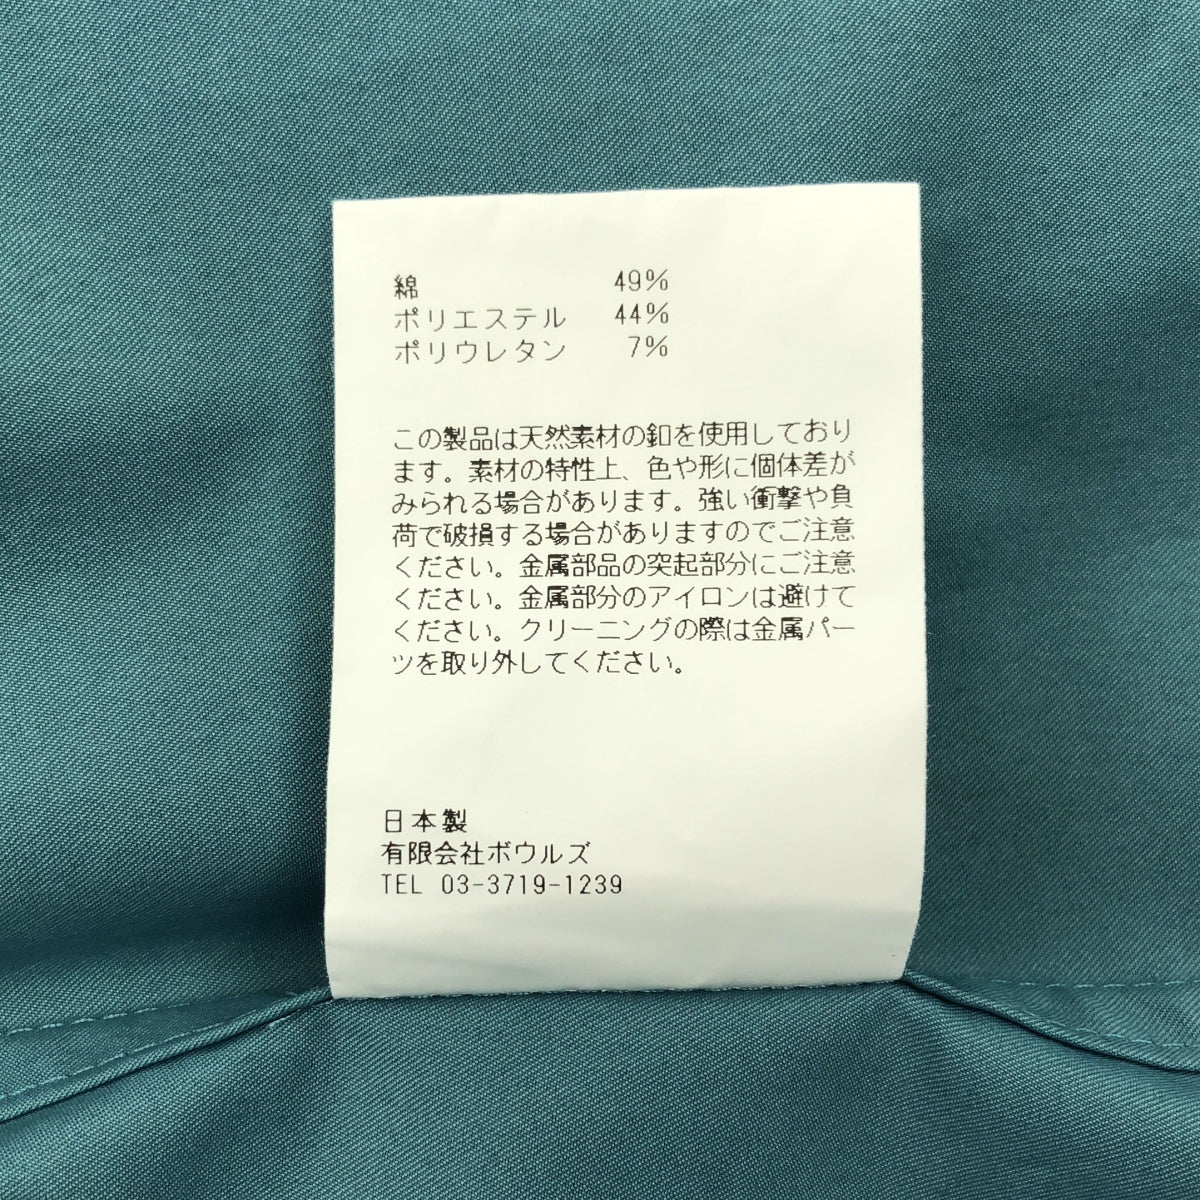 綿 49%
ポリエステル 44%
ポリウレタン 7%
この製品は天然素材の釦を使用しており
ます。素材の特性上、色や形に個体差が
みられる場合があります。強い衝撃や負
荷で破損する場合がありますのでご注意
ください。金属部品の突起部分にご注意
ください。金属部分のアイロンは避けて
ください。クリーニングの際は金属パー
ツを取り外してください。
日本製
有限会社ボウルズ
TEL 03-3719-1239